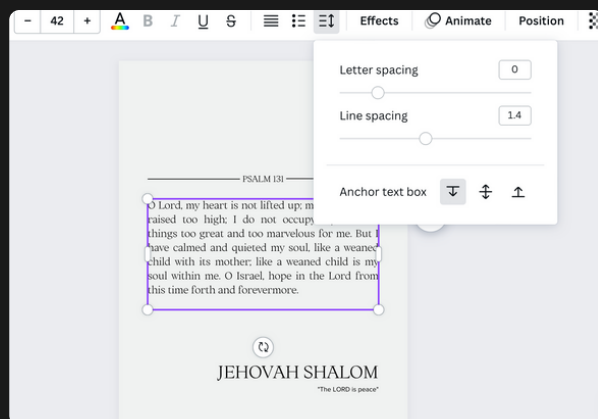 − 42 + A B I U S Effects Animate Position
Letter spacing 0
Line spacing 1.4
Anchor text box
PSALM 131
O Lord, my heart is not lifted up;
raised too high; I do not occupy
things too great and too marvelous for me. But I
have calmed and quieted my soul, like a weaned
child with its mother; like a weaned child is my
soul within me. O Israel, hope in the Lord from
this time forth and forevermore.
JEHOVAH SHALOM
"The LORD is peace"